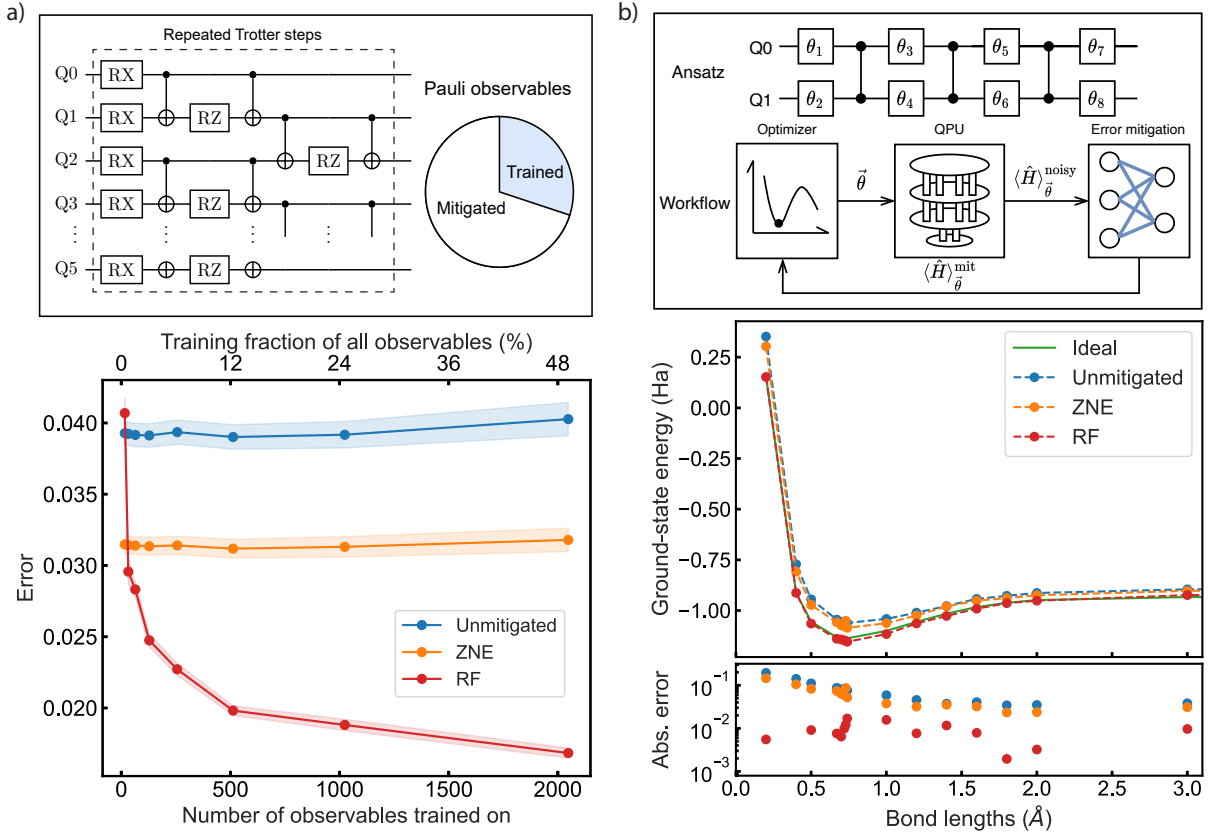 a)
Repeated Trotter steps
Q0 RX
Q1 RX RZ
Q2 RX RZ
Q3 RX RZ
⋮ ⋮ ⋮
Q5 RX RZ
Pauli observables
Trained
Mitigated
Training fraction of all observables (%)
0 12 24 36 48
Error
0.040
0.035
0.030
0.025
0.020
Unmitigated
ZNE
RF
0 500 1000 1500 2000
Number of observables trained on
b)
Ansatz
Q0 θ1 θ3 θ5 θ7
Q1 θ2 θ4 θ6 θ8
Optimizer QPU Error mitigation
Workflow
θ⃗
⟨Ĥ⟩θ⃗ noisy
⟨Ĥ⟩θ⃗ mit
Ground-state energy (Ha)
0.25
0.00
−0.25
−0.50
−0.75
−1.00
Ideal
Unmitigated
ZNE
RF
Abs. error
10−1
10−2
10−3
0.0 0.5 1.0 1.5 2.0 2.5 3.0
Bond lengths (Å)